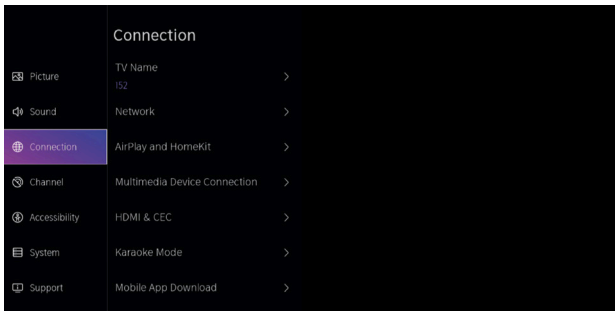 Connection
TV Name
152
Picture
Sound
Network
Connection
AirPlay and HomeKit
Channel
Multimedia Device Connection
Accessibility
HDMI & CEC
System
Karaoke Mode
Support
Mobile App Download